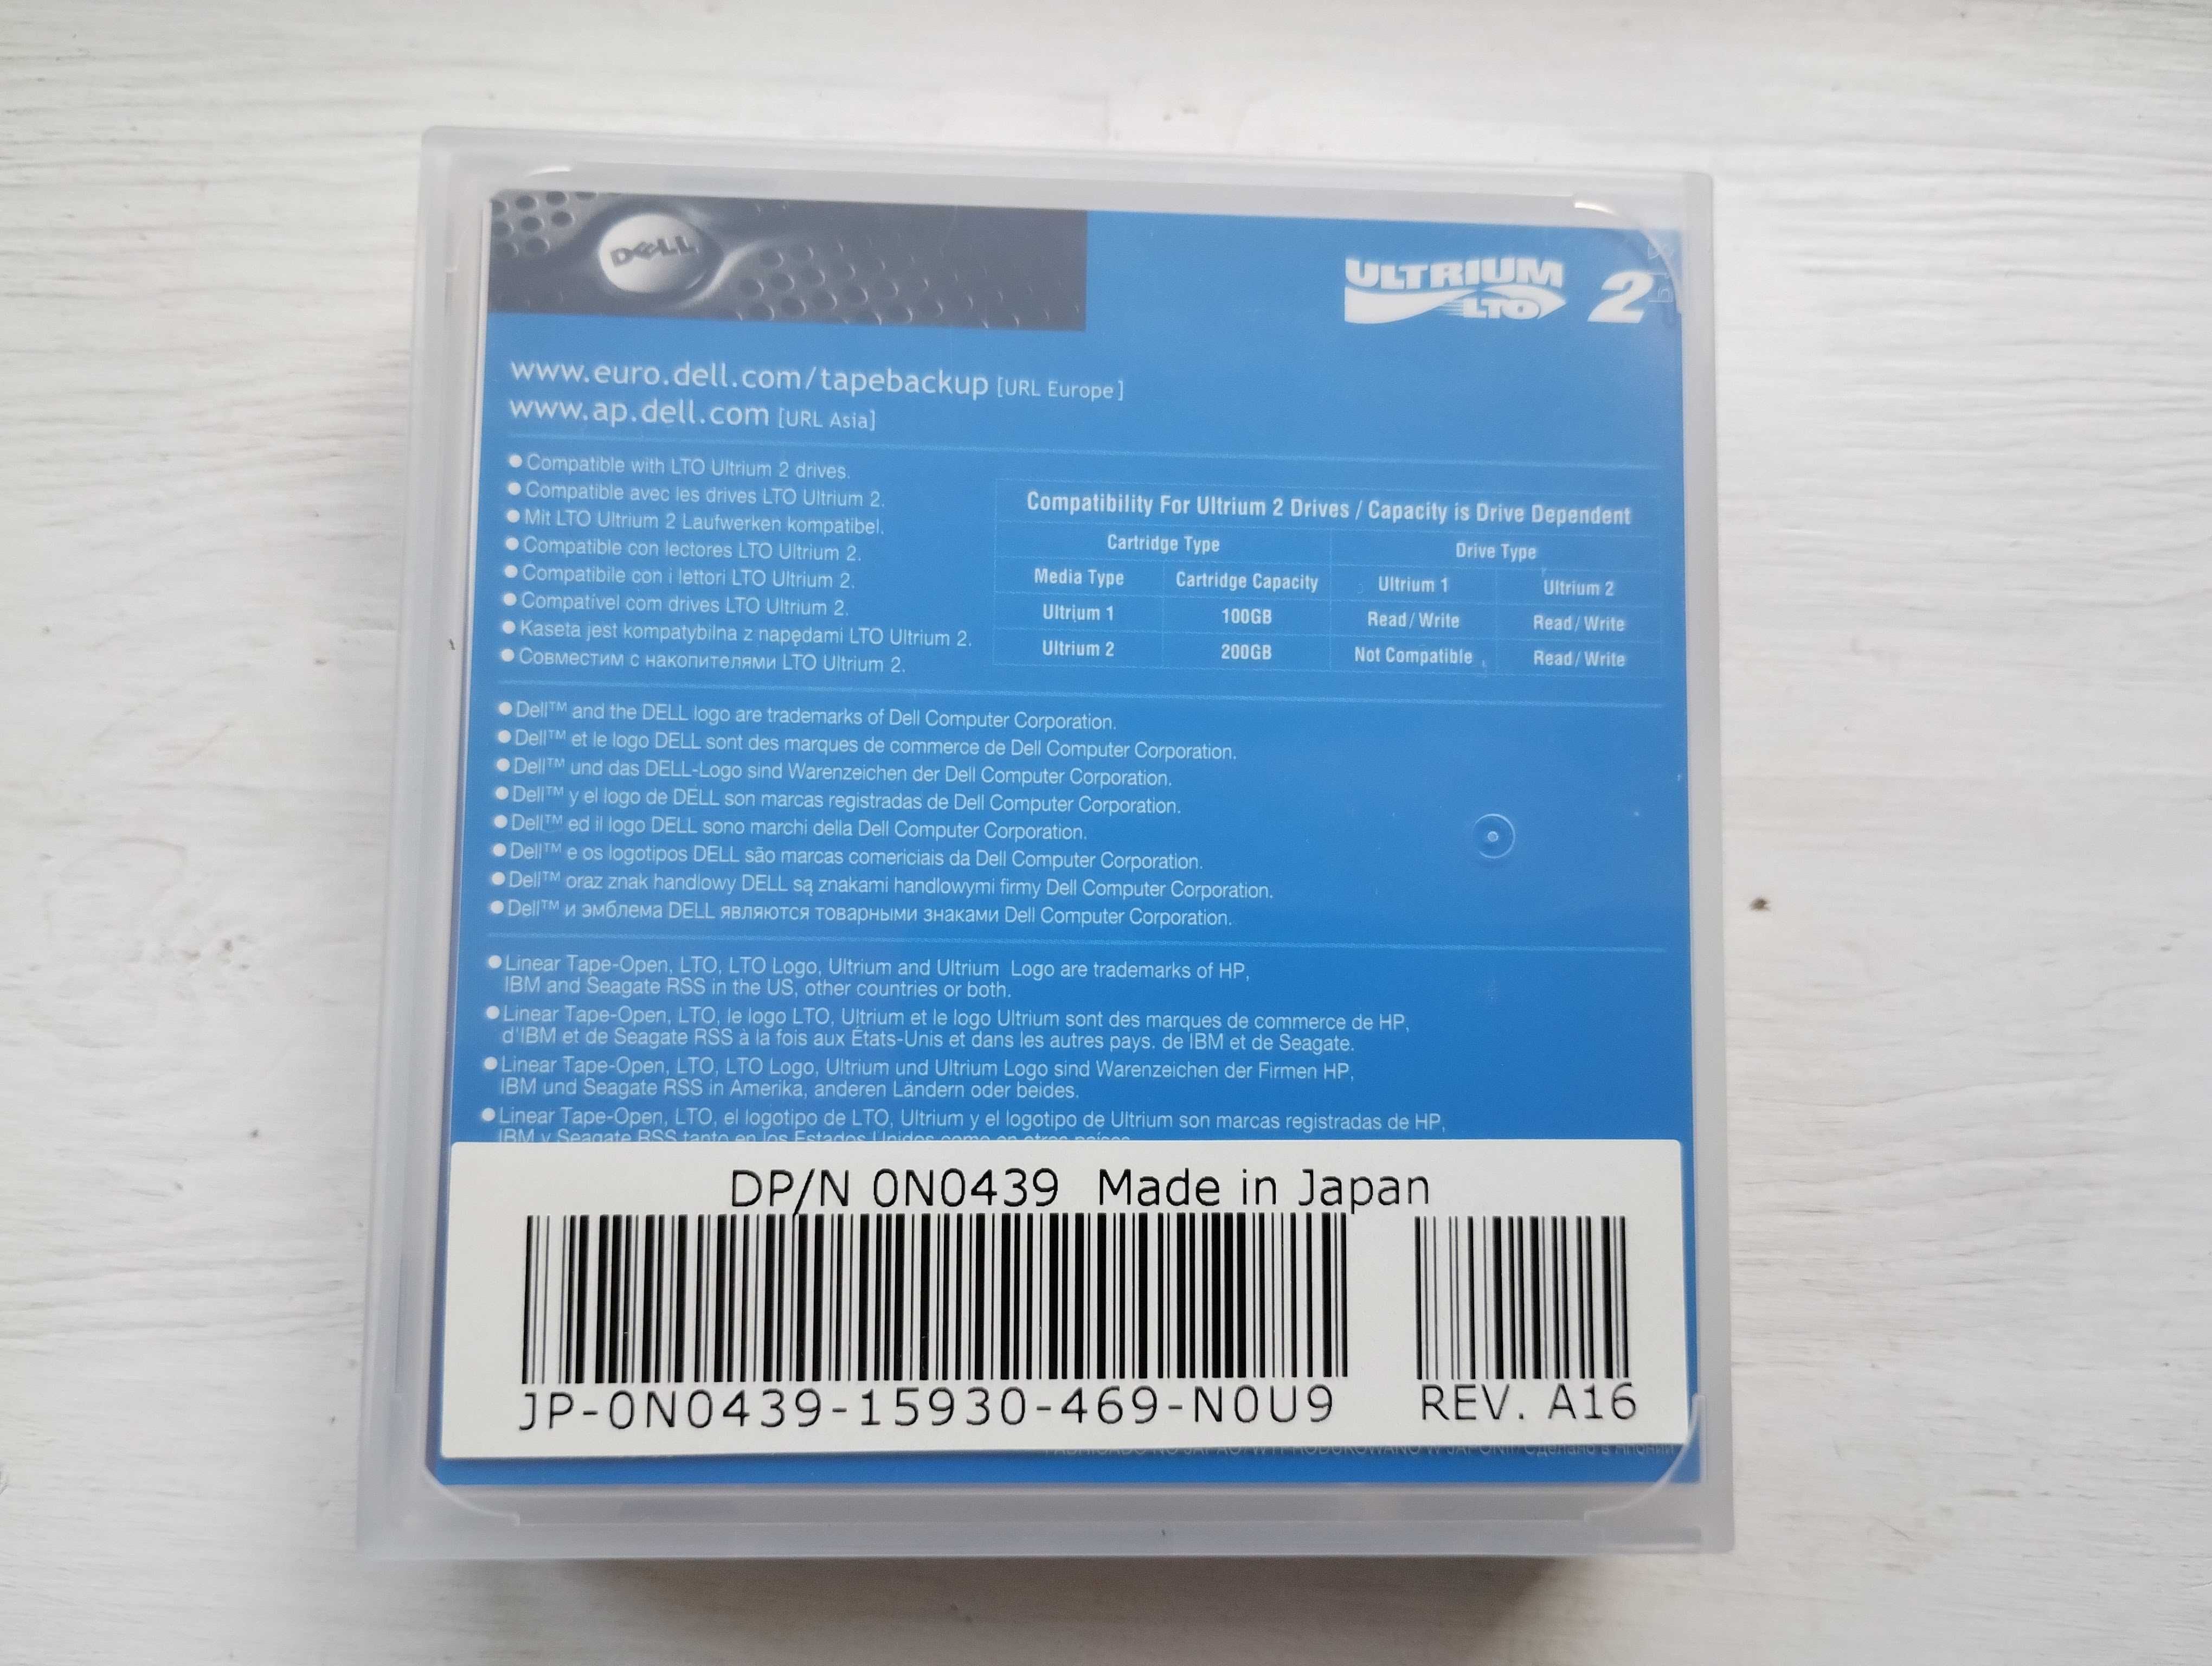 DELL
ULTRIUM
LTO
2
www.euro.dell.com/tapebackup [URL Europe]
www.ap.dell.com [URL Asia]
● Compatible with LTO Ultrium 2 drives.
● Compatible avec les drives LTO Ultrium 2.
● Mit LTO Ultrium 2 Laufwerken kompatibel.
● Compatible con lectores LTO Ultrium 2.
● Compatibile con i lettori LTO Ultrium 2.
● Compatível com drives LTO Ultrium 2.
● Kaseta jest kompatybilna z napędami LTO Ultrium 2.
● Совместим с накопителями LTO Ultrium 2.
Compatibility For Ultrium 2 Drives / Capacity is Drive Dependent
Cartridge Type Drive Type
Media Type Cartridge Capacity Ultrium 1 Ultrium 2
Ultrium 1 100GB Read/Write Read/Write
Ultrium 2 200GB Not Compatible Read/Write
● Dell™ and the DELL logo are trademarks of Dell Computer Corporation.
● Dell™ et le logo DELL sont des marques de commerce de Dell Computer Corporation.
● Dell™ und das DELL-Logo sind Warenzeichen der Dell Computer Corporation.
● Dell™ y el logo de DELL son marcas registradas de Dell Computer Corporation.
● Dell™ ed il logo DELL sono marchi della Dell Computer Corporation.
● Dell™ e os logotipos DELL são marcas comericiais da Dell Computer Corporation.
● Dell™ oraz znak handlowy DELL są znakami handlowymi firmy Dell Computer Corporation.
● Dell™ и эмблема DELL являются товарными знаками Dell Computer Corporation.
● Linear Tape-Open, LTO, LTO Logo, Ultrium and Ultrium Logo are trademarks of HP,
IBM and Seagate RSS in the US, other countries or both.
● Linear Tape-Open, LTO, le logo LTO, Ultrium et le logo Ultrium sont des marques de commerce de HP,
d'IBM et de Seagate RSS à la fois aux États-Unis et dans les autres pays. de IBM et de Seagate.
● Linear Tape-Open, LTO, LTO Logo, Ultrium und Ultrium Logo sind Warenzeichen der Firmen HP,
IBM und Seagate RSS in Amerika, anderen Ländern oder beides.
● Linear Tape-Open, LTO, el logotipo de LTO, Ultrium y el logotipo de Ultrium son marcas registradas de HP,
IBM y Seagate RSS tanto en los Estados Unidos como en otros paises.
DP/N 0N0439 Made in Japan
JP-0N0439-15930-469-N0U9
REV. A16